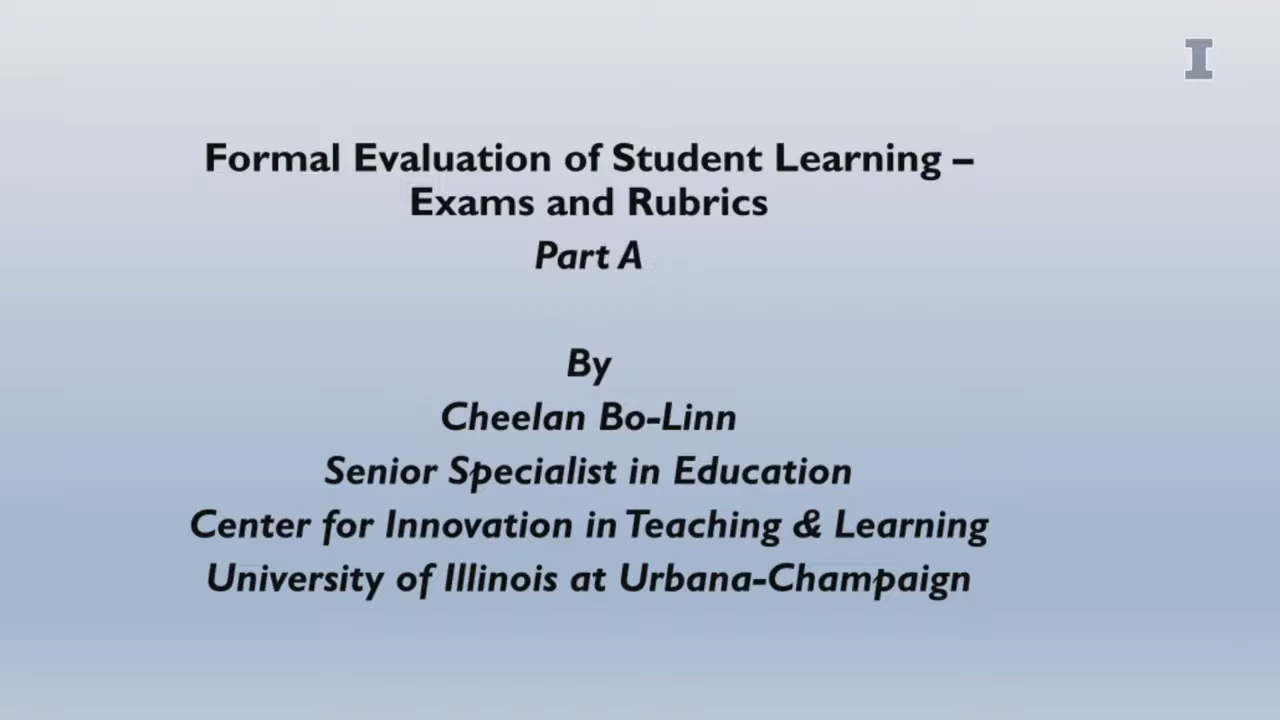 I
Formal Evaluation of Student Learning –
Exams and Rubrics
Part A
By
Cheelan Bo-Linn
Senior Specialist in Education
Center for Innovation in Teaching & Learning
University of Illinois at Urbana-Champaign